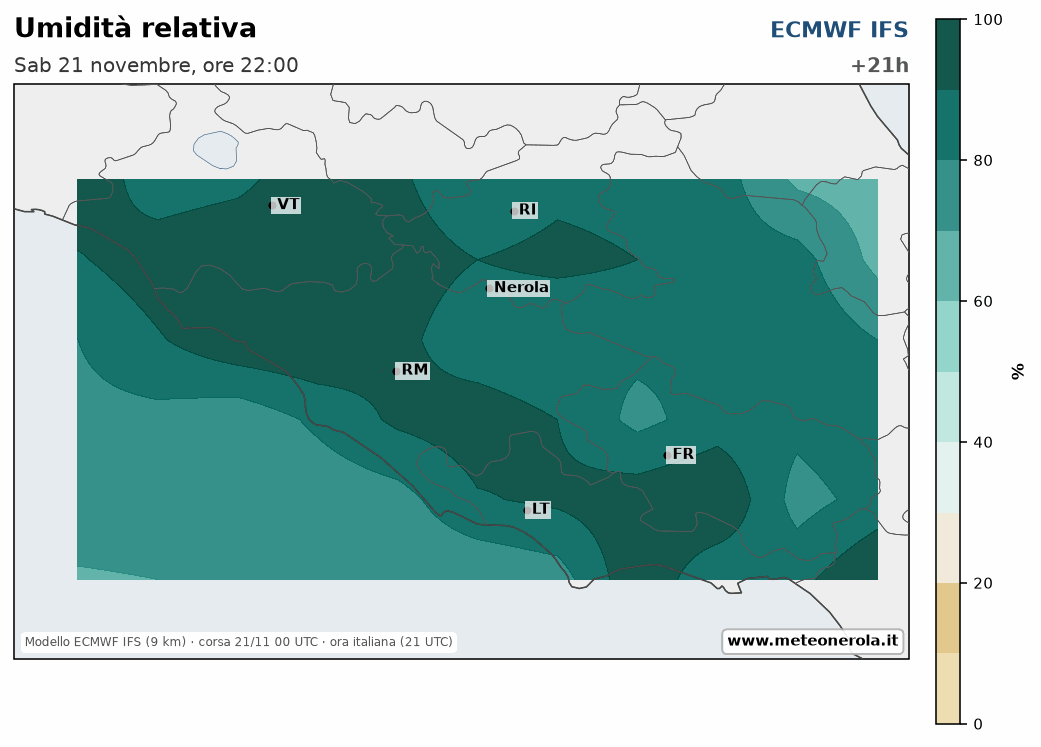 Umidità relativa
ECMWF IFS
Sab 21 novembre, ore 22:00
+21h
VT
RI
Nerola
RM
FR
LT
Modello ECMWF IFS (9 km) · corsa 21/11 00 UTC · ora italiana (21 UTC)
www.meteonerola.it
100
80
60
40
20
0
%